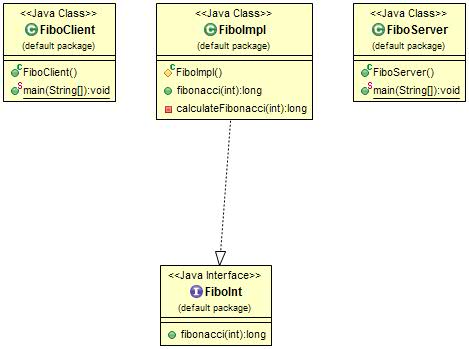 <<Java Class>>
FiboClient
(default package)
FiboClient()
main(String[]):void
<<Java Class>>
FiboImpl
(default package)
FiboImpl()
fibonacci(int):long
calculateFibonacci(int):long
<<Java Class>>
FiboServer
(default package)
FiboServer()
main(String[]):void
<<Java Interface>>
FiboInt
(default package)
fibonacci(int):long